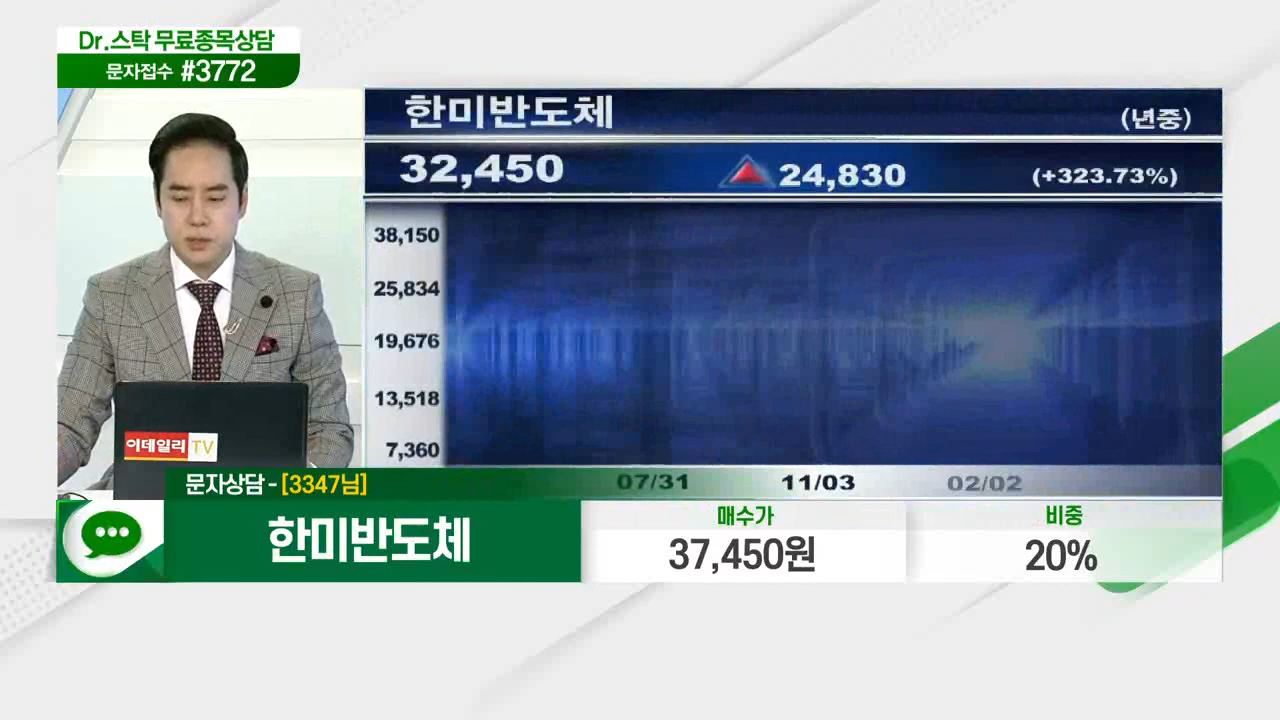 Dr.스탁 무료종목상담
문자접수 #3772
한미반도체 (년중)
32,450 24,830 (+323.73%)
38,150
25,834
19,676
13,518
7,360
07/31 11/03 02/02
이데일리TV
문자상담 - [3347님]
한미반도체
매수가
37,450원
비중
20%